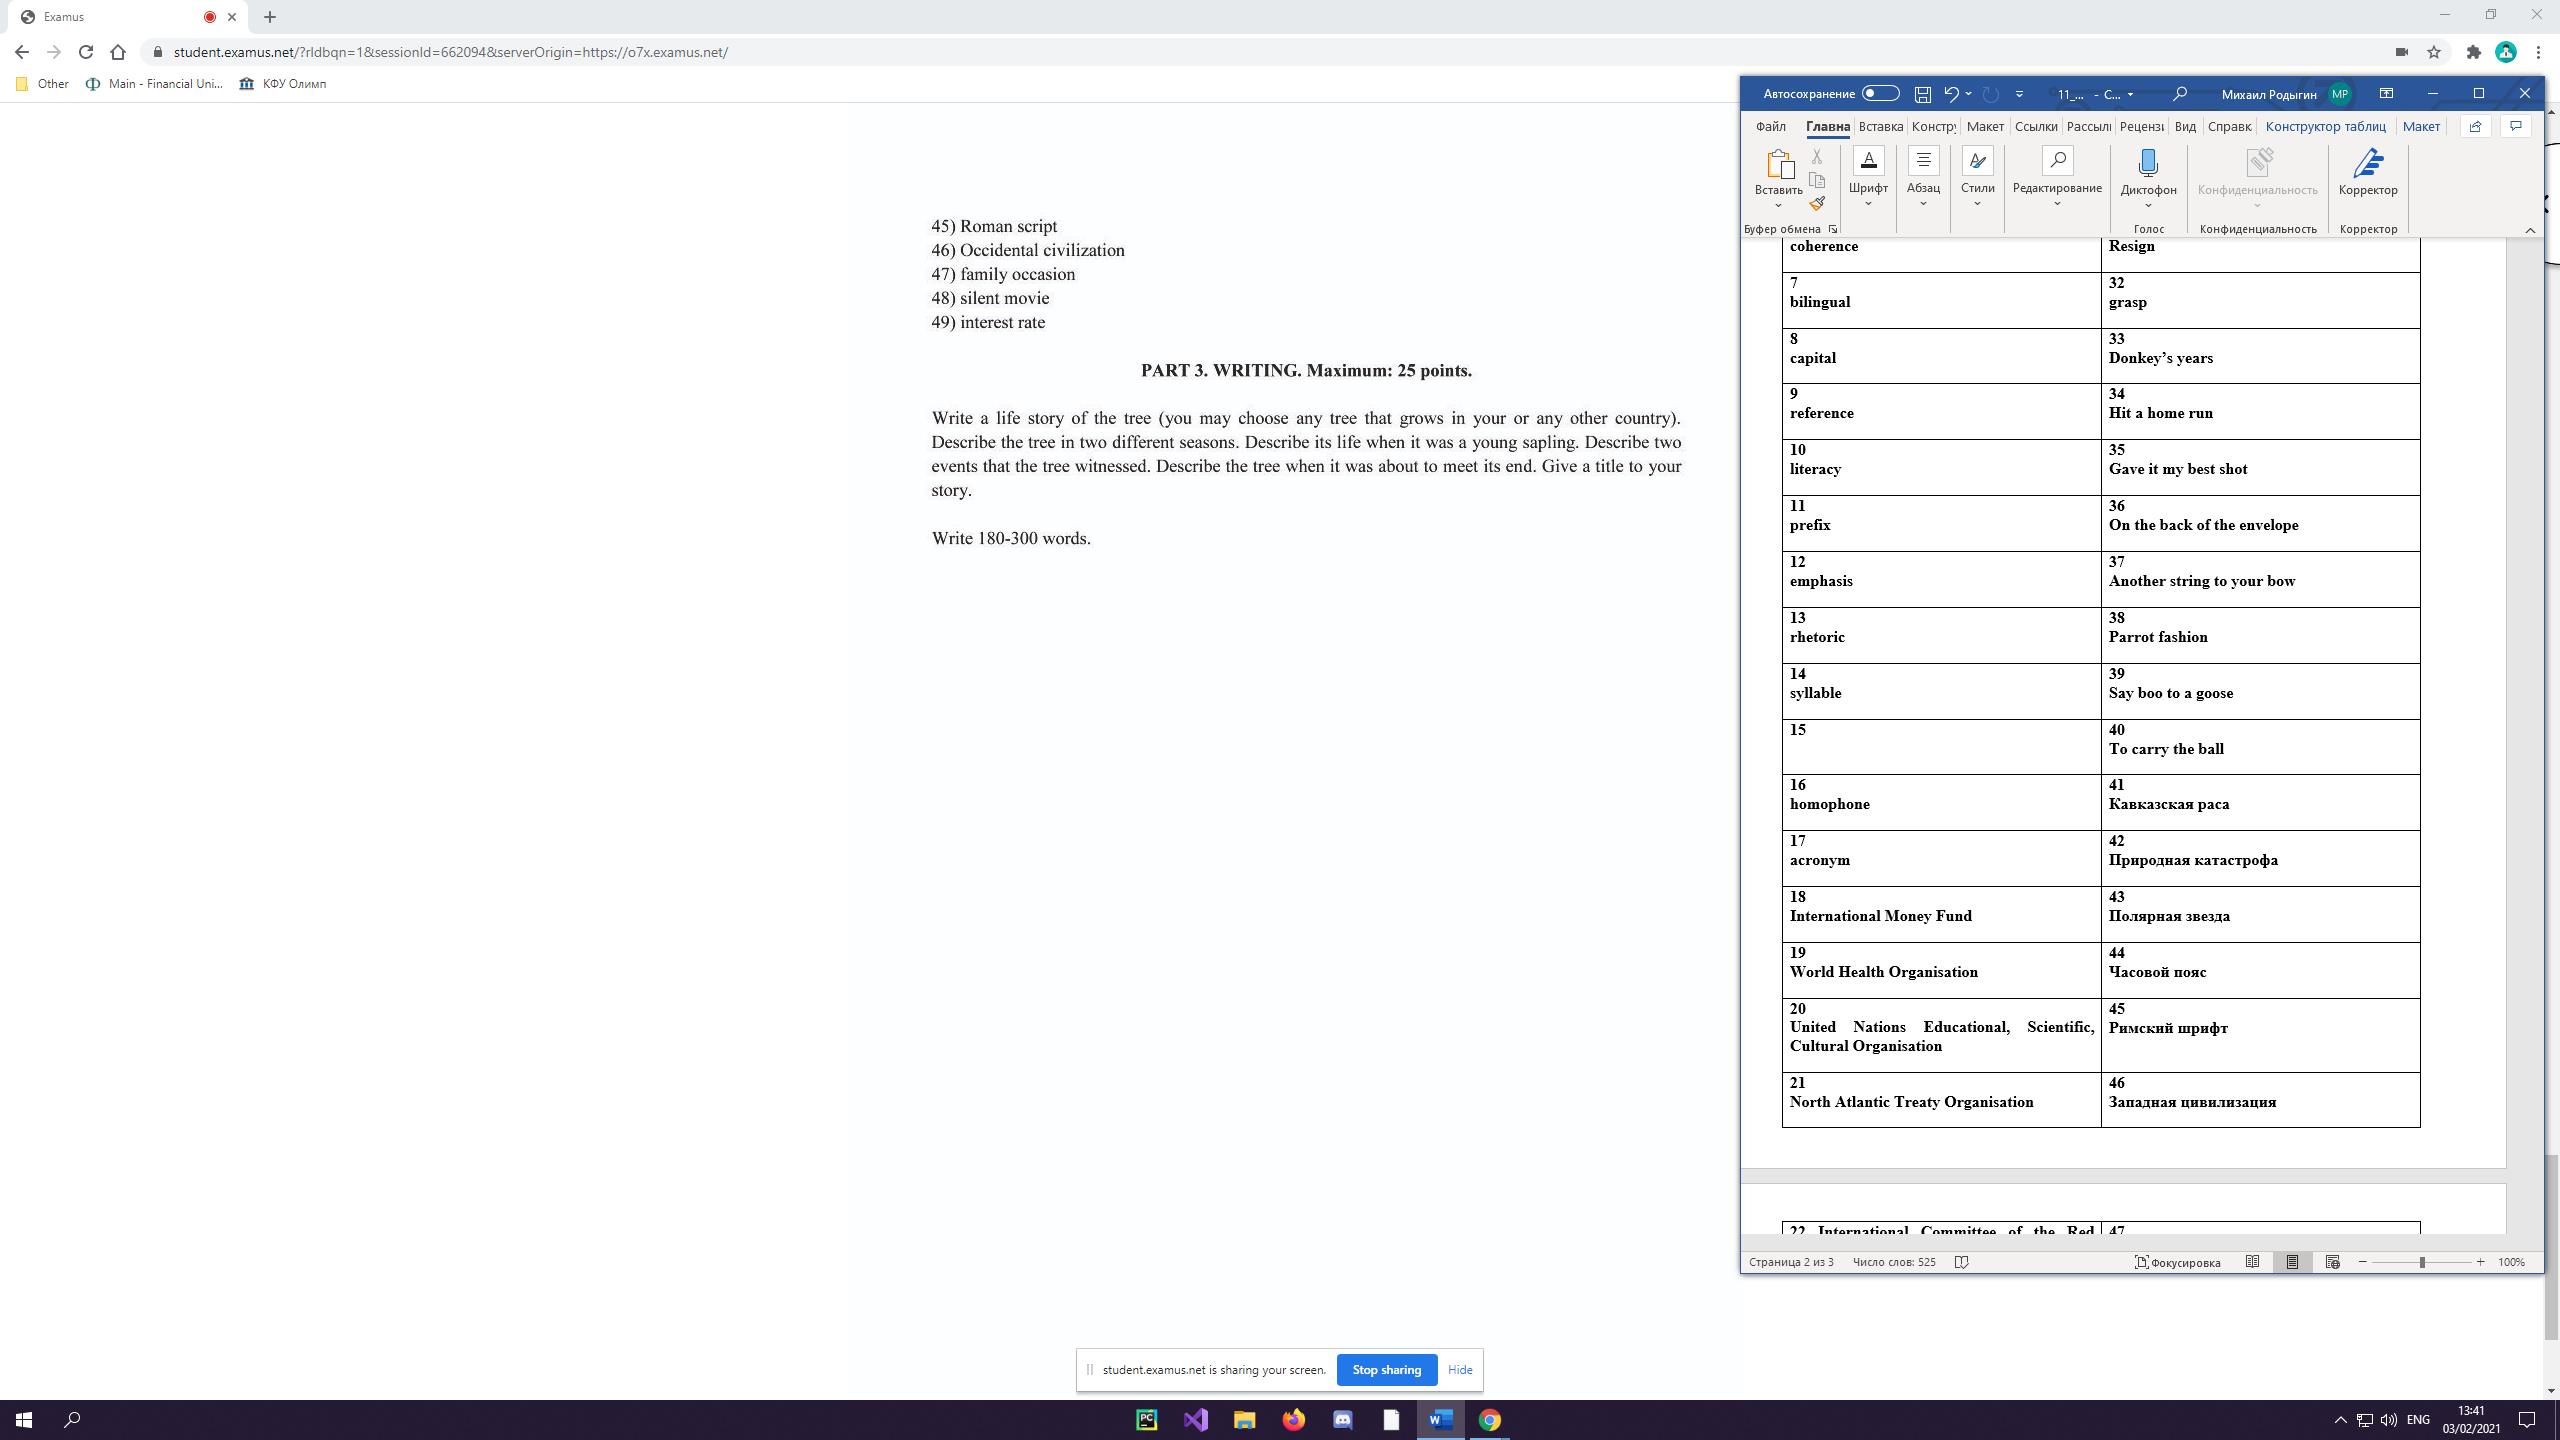 Examus
student.examus.net/?rldbqn=1&sessionId=662094&serverOrigin=https://o7x.examus.net/
Other
Main - Financial Uni...
КФУ Олимп
45) Roman script
46) Occidental civilization
47) family occasion
48) silent movie
49) interest rate
PART 3. WRITING. Maximum: 25 points.
Write a life story of the tree (you may choose any tree that grows in your or any other country).
Describe the tree in two different seasons. Describe its life when it was a young sapling. Describe two
events that the tree witnessed. Describe the tree when it was about to meet its end. Give a title to your
story.
Write 180-300 words.
Автосохранение
11_... - С...
Михаил Родыгин
МР
Файл Главна Вставка Констру Макет Ссылки Рассылі Рецензи Вид Справк Конструктор таблиц Макет
Вставить
Шрифт
Абзац
Стили
Редактирование
Диктофон
Конфиденциальность
Корректор
Буфер обмена
Голос
Конфиденциальность
Корректор
coherence
Resign
7
bilingual
32
grasp
8
capital
33
Donkey’s years
9
reference
34
Hit a home run
10
literacy
35
Gave it my best shot
11
prefix
36
On the back of the envelope
12
emphasis
37
Another string to your bow
13
rhetoric
38
Parrot fashion
14
syllable
39
Say boo to a goose
15
40
To carry the ball
16
homophone
41
Кавказская раса
17
acronym
42
Природная катастрофа
18
International Money Fund
43
Полярная звезда
19
World Health Organisation
44
Часовой пояс
20
United Nations Educational, Scientific,
Cultural Organisation
45
Римский шрифт
21
North Atlantic Treaty Organisation
46
Западная цивилизация
22 International Committee of the Red
47
Страница 2 из 3
Число слов: 525
Фокусировка
100%
student.examus.net is sharing your screen.
Stop sharing
Hide
PC
W
ENG
13:41
03/02/2021